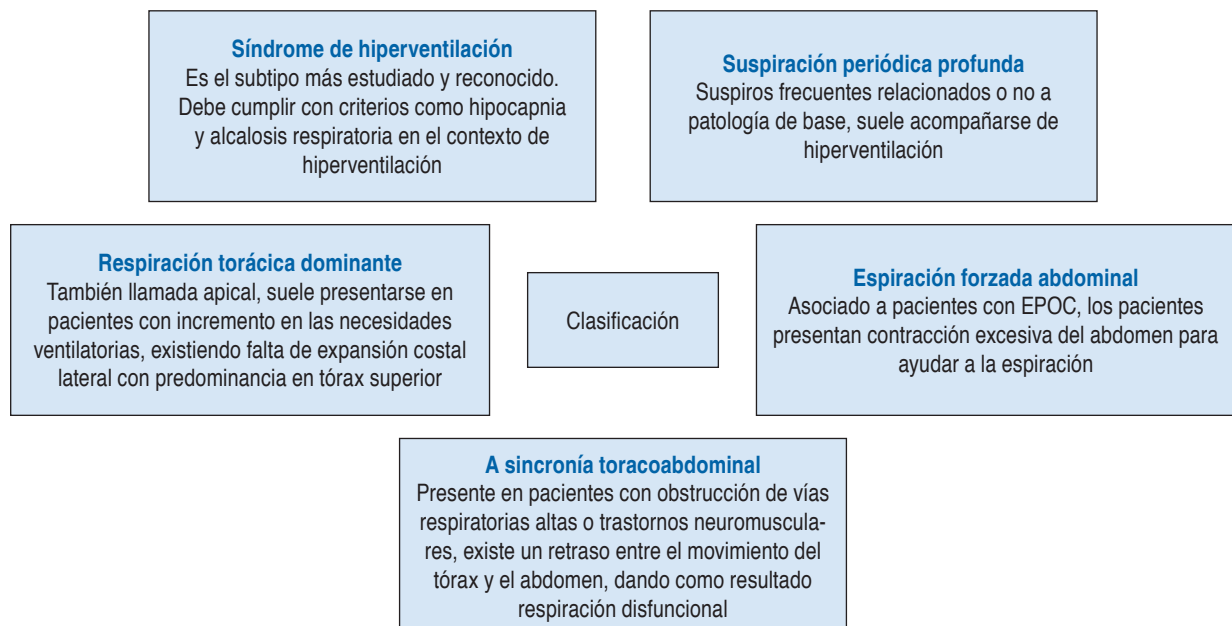 Síndrome de hiperventilación
Es el subtipo más estudiado y reconocido.
Debe cumplir con criterios como hipocapnia
y alcalosis respiratoria en el contexto de
hiperventilación
Suspiración periódica profunda
Suspiros frecuentes relacionados o no a
patología de base, suele acompañarse de
hiperventilación
Respiración torácica dominante
También llamada apical, suele presentarse en
pacientes con incremento en las necesidades
ventilatorias, existiendo falta de expansión costal
lateral con predominancia en tórax superior
Clasificación
Espiración forzada abdominal
Asociado a pacientes con EPOC, los pacientes
presentan contracción excesiva del abdomen para
ayudar a la espiración
A sincronía toracoabdominal
Presente en pacientes con obstrucción de vías
respiratorias altas o trastornos neuromuscula-
res, existe un retraso entre el movimiento del
tórax y el abdomen, dando como resultado
respiración disfuncional